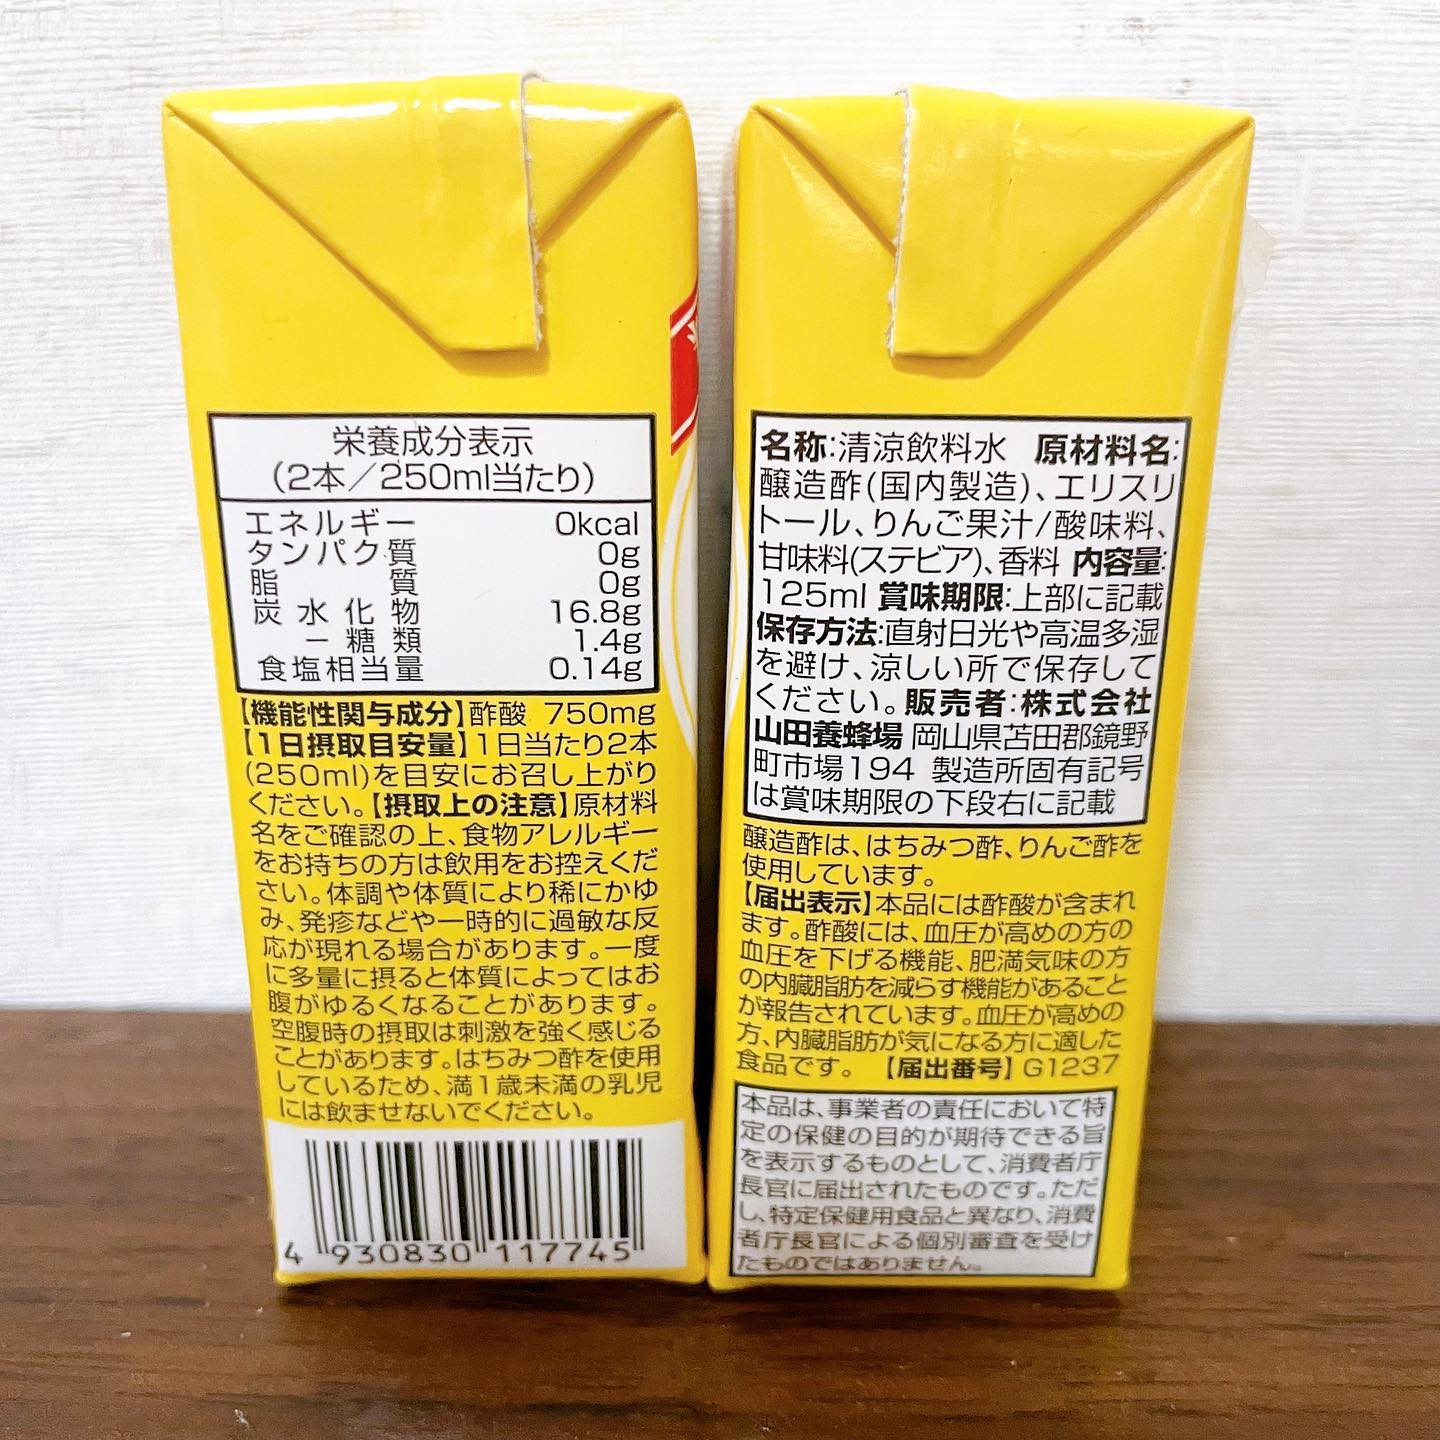 栄養成分表示
(2本/250ml当たり)
エネルギー 0kcal
タンパク質 0g
脂質 0g
炭水化物 16.8g
－糖類 1.4g
食塩相当量 0.14g
【機能性関与成分】酢酸 750mg
【1日摂取目安量】1日当たり2本
(250ml)を目安にお召し上がり
ください。【摂取上の注意】原材料
名をご確認の上、食物アレルギー
をお持ちの方は飲用をお控えくだ
さい。体調や体質により稀にかゆ
み、発疹などや一時的に過敏な反
応が現れる場合があります。一度
に多量に摂ると体質によってはお
腹がゆるくなることがあります。
空腹時の摂取は刺激を強く感じる
ことがあります。はちみつ酢を使用
しているため、満1歳未満の乳児
には飲ませないでください。
4 930830 117745
名称:清涼飲料水 原材料名:
醸造酢(国内製造)、エリスリ
トール、りんご果汁/酸味料、
甘味料(ステビア)、香料 内容量:
125ml 賞味期限:上部に記載
保存方法:直射日光や高温多湿
を避け、涼しい所で保存して
ください。販売者:株式会社
山田養蜂場 岡山県苫田郡鏡野
町市場194 製造所固有記号
は賞味期限の下段右に記載
醸造酢は、はちみつ酢、りんご酢を
使用しています。
【届出表示】本品には酢酸が含まれ
ます。酢酸には、血圧が高めの方の
血圧を下げる機能、肥満気味の方
の内臓脂肪を減らす機能があること
が報告されています。血圧が高めの
方、内臓脂肪が気になる方に適した
食品です。 【届出番号】G1237
本品は、事業者の責任において特
定の保健の目的が期待できる旨
を表示するものとして、消費者庁
長官に届出されたものです。ただ
し、特定保健用食品と異なり、消費
者庁長官による個別審査を受け
たものではありません。